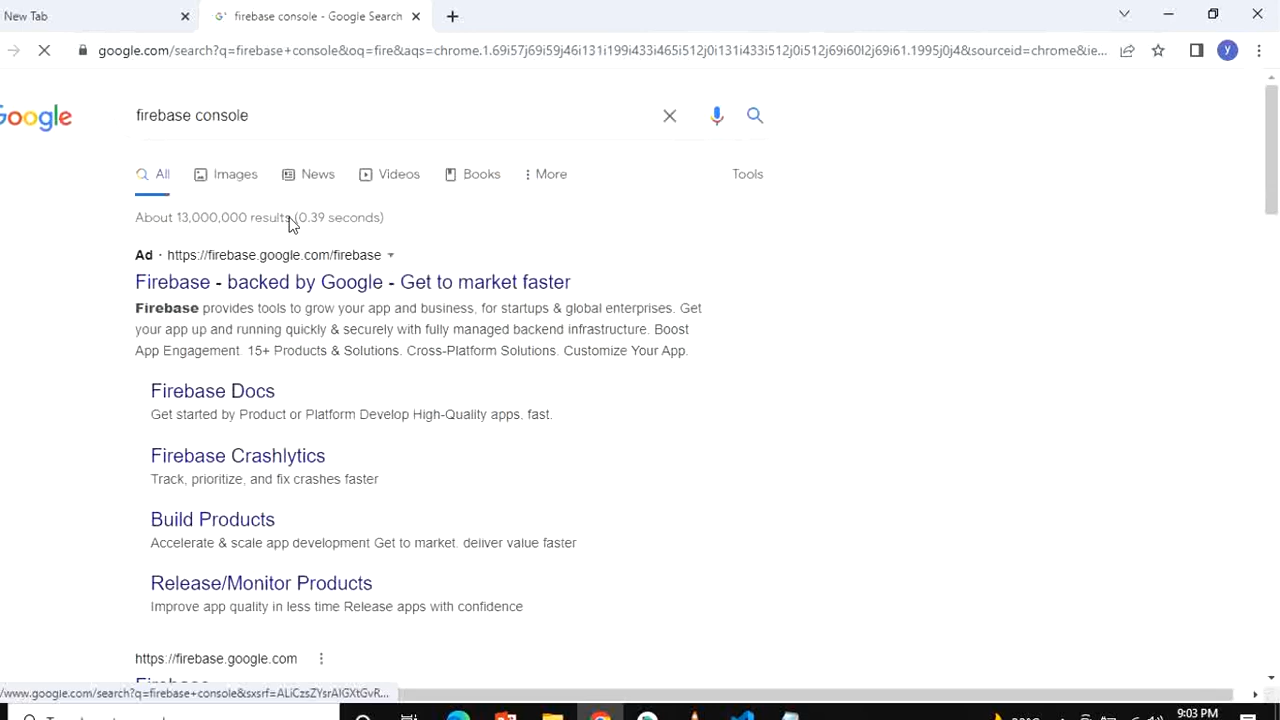 New Tab
firebase console - Google Search
google.com/search?q=firebase+console&oq=fire&aqs=chrome.1.69i57j69i59j46i131i199i433i465i512j0i131i433i512j0i512j69i60l2j69i61.1995j0j4&sourceid=chrome&ie...
y
Google
firebase console
All
Images
News
Videos
Books
More
Tools
About 13,000,000 results (0.39 seconds)
Ad · https://firebase.google.com/firebase
Firebase - backed by Google - Get to market faster
Firebase provides tools to grow your app and business, for startups & global enterprises. Get
your app up and running quickly & securely with fully managed backend infrastructure. Boost
App Engagement. 15+ Products & Solutions. Cross-Platform Solutions. Customize Your App.
Firebase Docs
Get started by Product or Platform Develop High-Quality apps. fast.
Firebase Crashlytics
Track, prioritize, and fix crashes faster
Build Products
Accelerate & scale app development Get to market. deliver value faster
Release/Monitor Products
Improve app quality in less time Release apps with confidence
https://firebase.google.com
Firebase
/www.google.com/search?q=firebase+console&sxsrf=ALiCzsZYsrAIGXtGvR...
9:03 PM